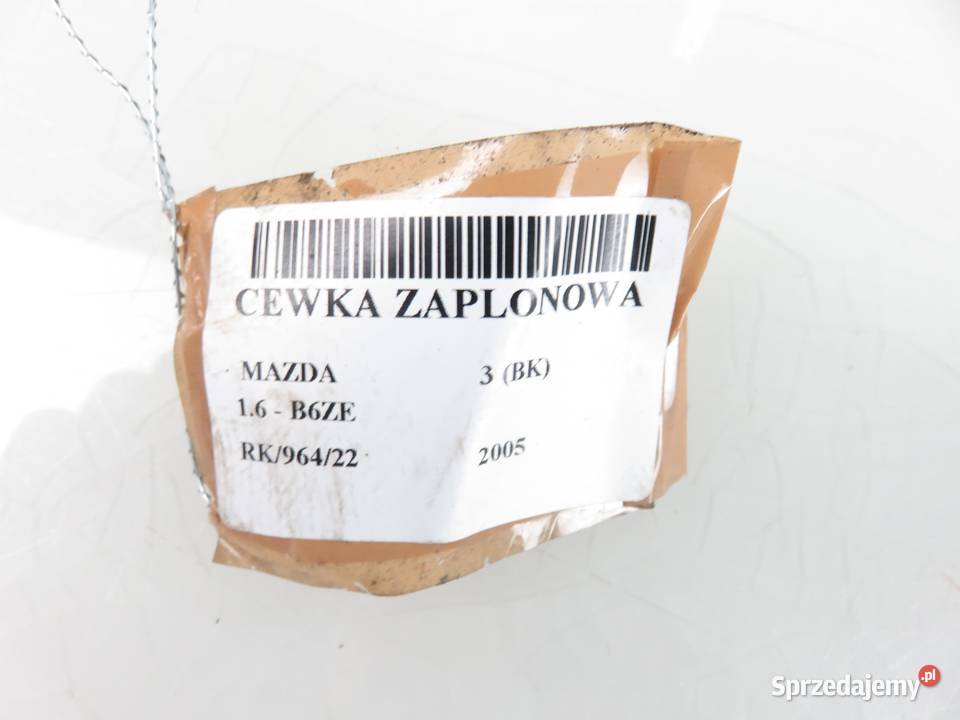 CEWKA ZAPLONOWA
MAZDA 3 (BK)
1.6 - B6ZE
RK/964/22 2005
Sprzedajemy.pl